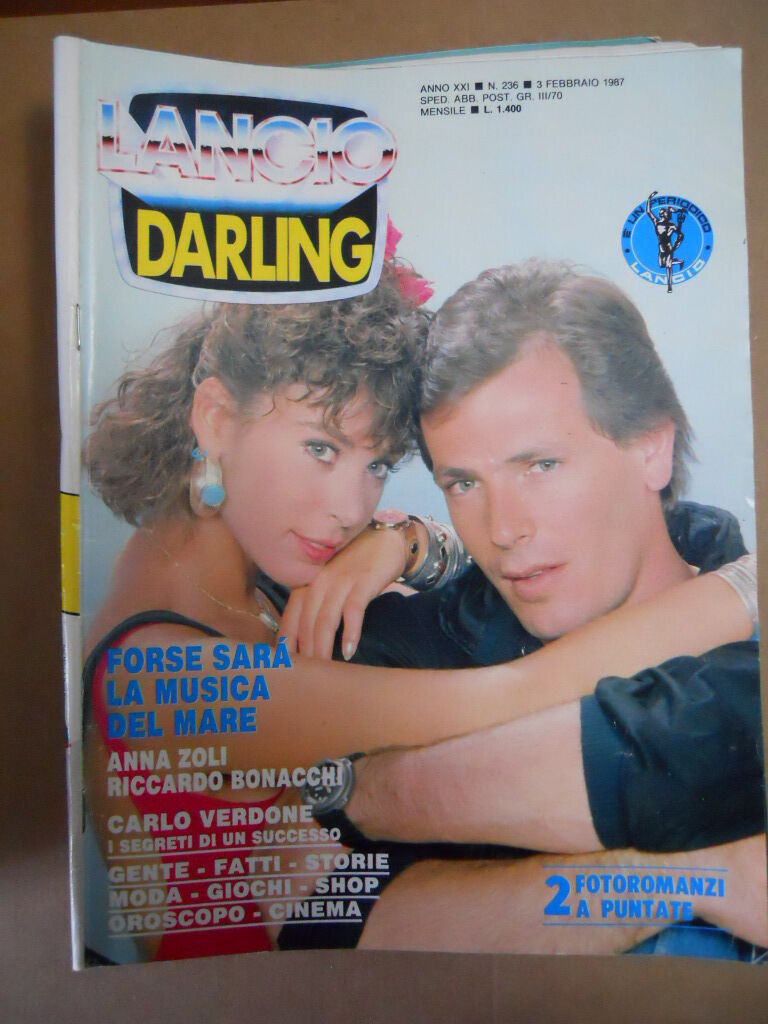 ANNO XXI ■ N. 236 ■ 3 FEBBRAIO 1987
SPED. ABB. POST. GR. III/70
MENSILE ■ L. 1.400
LANCIO
DARLING
È UN PERIODICO
LANCIO
FORSE SARÁ
LA MUSICA
DEL MARE
ANNA ZOLI
RICCARDO BONACCHI
CARLO VERDONE
I SEGRETI DI UN SUCCESSO
GENTE - FATTI - STORIE
MODA - GIOCHI - SHOP
OROSCOPO - CINEMA
2 FOTOROMANZI
A PUNTATE